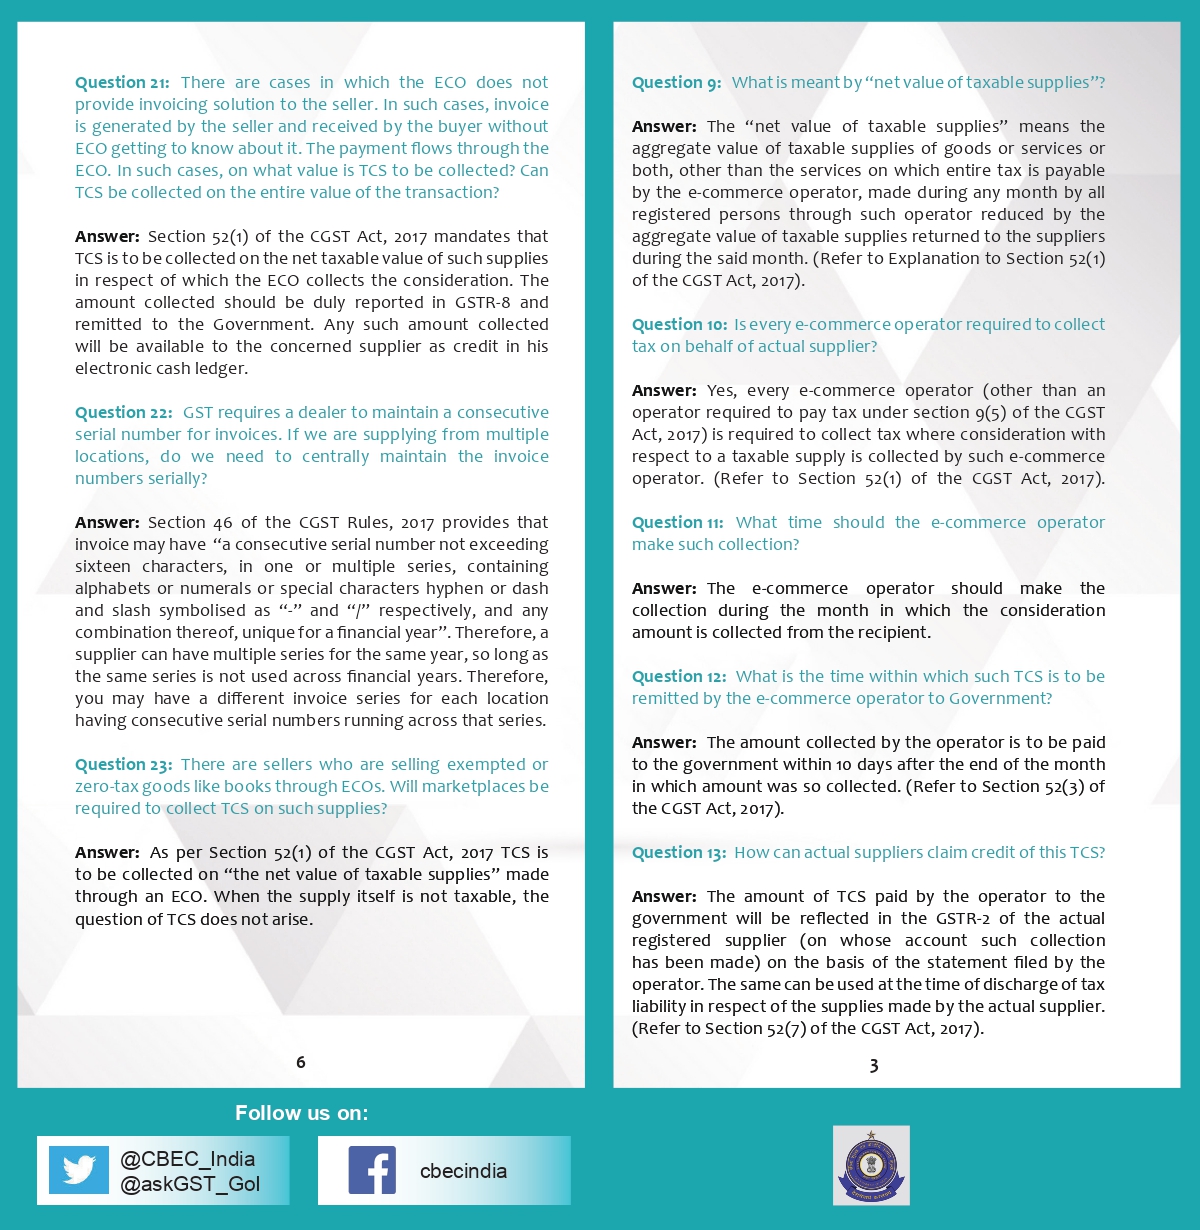 Question 21: There are cases in which the ECO does not
provide invoicing solution to the seller. In such cases, invoice
is generated by the seller and received by the buyer without
ECO getting to know about it. The payment flows through the
ECO. In such cases, on what value is TCS to be collected? Can
TCS be collected on the entire value of the transaction?
Answer: Section 52(1) of the CGST Act, 2017 mandates that
TCS is to be collected on the net taxable value of such supplies
in respect of which the ECO collects the consideration. The
amount collected should be duly reported in GSTR-8 and
remitted to the Government. Any such amount collected
will be available to the concerned supplier as credit in his
electronic cash ledger.
Question 22: GST requires a dealer to maintain a consecutive
serial number for invoices. If we are supplying from multiple
locations, do we need to centrally maintain the invoice
numbers serially?
Answer: Section 46 of the CGST Rules, 2017 provides that
invoice may have “a consecutive serial number not exceeding
sixteen characters, in one or multiple series, containing
alphabets or numerals or special characters hyphen or dash
and slash symbolised as “-” and “/” respectively, and any
combination thereof, unique for a financial year”. Therefore, a
supplier can have multiple series for the same year, so long as
the same series is not used across financial years. Therefore,
you may have a different invoice series for each location
having consecutive serial numbers running across that series.
Question 23: There are sellers who are selling exempted or
zero-tax goods like books through ECOs. Will marketplaces be
required to collect TCS on such supplies?
Answer: As per Section 52(1) of the CGST Act, 2017 TCS is
to be collected on “the net value of taxable supplies” made
through an ECO. When the supply itself is not taxable, the
question of TCS does not arise.
6
Question 9: What is meant by “net value of taxable supplies”?
Answer: The “net value of taxable supplies” means the
aggregate value of taxable supplies of goods or services or
both, other than the services on which entire tax is payable
by the e-commerce operator, made during any month by all
registered persons through such operator reduced by the
aggregate value of taxable supplies returned to the suppliers
during the said month. (Refer to Explanation to Section 52(1)
of the CGST Act, 2017).
Question 10: Is every e-commerce operator required to collect
tax on behalf of actual supplier?
Answer: Yes, every e-commerce operator (other than an
operator required to pay tax under section 9(5) of the CGST
Act, 2017) is required to collect tax where consideration with
respect to a taxable supply is collected by such e-commerce
operator. (Refer to Section 52(1) of the CGST Act, 2017).
Question 11: What time should the e-commerce operator
make such collection?
Answer: The e-commerce operator should make the
collection during the month in which the consideration
amount is collected from the recipient.
Question 12: What is the time within which such TCS is to be
remitted by the e-commerce operator to Government?
Answer: The amount collected by the operator is to be paid
to the government within 10 days after the end of the month
in which amount was so collected. (Refer to Section 52(3) of
the CGST Act, 2017).
Question 13: How can actual suppliers claim credit of this TCS?
Answer: The amount of TCS paid by the operator to the
government will be reflected in the GSTR-2 of the actual
registered supplier (on whose account such collection
has been made) on the basis of the statement filed by the
operator. The same can be used at the time of discharge of tax
liability in respect of the supplies made by the actual supplier.
(Refer to Section 52(7) of the CGST Act, 2017).
3
Follow us on:
@CBEC_India
@askGST_GoI
cbecindia